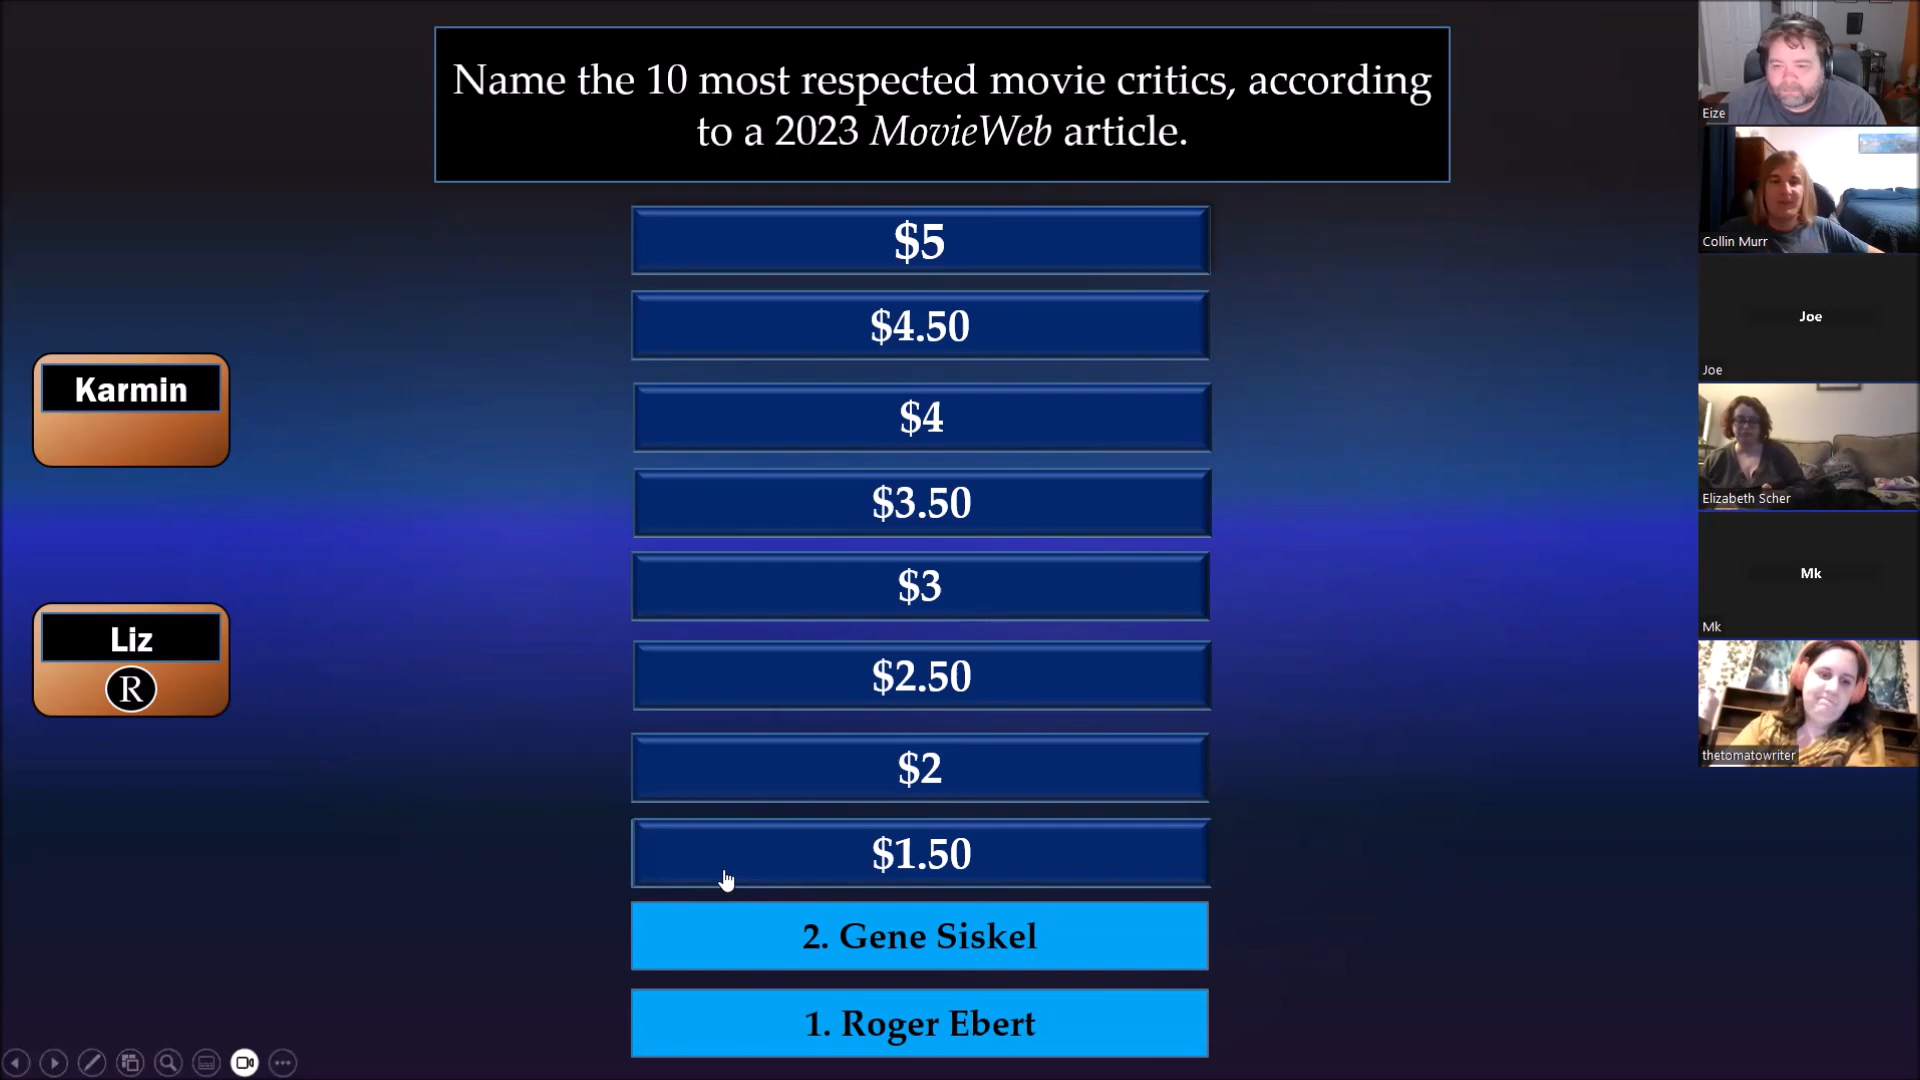 Name the 10 most respected movie critics, according
to a 2023 MovieWeb article.
$5
$4.50
$4
$3.50
$3
$2.50
$2
$1.50
2. Gene Siskel
1. Roger Ebert
Karmin
Liz
R
Eize
Collin Murr
Joe
Joe
Elizabeth Scher
Mk
Mk
thetomatowriter